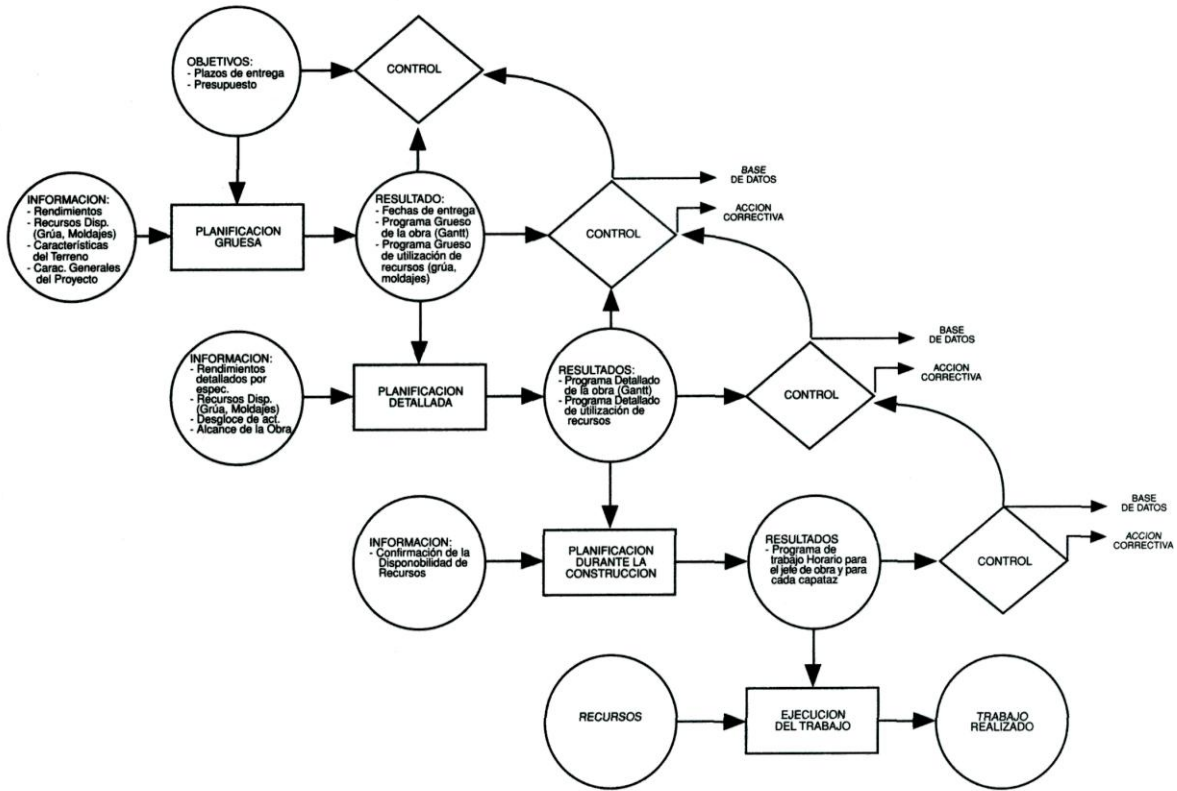 OBJETIVOS:
- Plazos de entrega
- Presupuesto
CONTROL
INFORMACION:
- Rendimientos
- Recursos Disp.
(Grúa, Moldajes)
- Características
del Terreno
- Carac. Generales
del Proyecto
PLANIFICACION
GRUESA
RESULTADO:
- Fechas de entrega
- Programa Grueso
de la obra (Gantt)
- Programa Grueso
de utilización de
recursos (grúa,
moldajes)
CONTROL
BASE
DE DATOS
ACCION
CORRECTIVA
INFORMACION:
- Rendimientos
detallados por
espec.
- Recursos Disp.
(Grúa, Moldajes)
- Desgloce de act.
- Alcance de la Obra
PLANIFICACION
DETALLADA
RESULTADOS:
- Programa Detallado
de la obra (Gantt)
- Programa Detallado
de utilización de
recursos
CONTROL
BASE
DE DATOS
ACCION
CORRECTIVA
INFORMACION:
- Confirmación de la
Disponobilidad de
Recursos
PLANIFICACION
DURANTE LA
CONSTRUCCION
RESULTADOS
- Programa de
trabajo Horario para
el jefe de obra y para
cada capataz
CONTROL
BASE
DE DATOS
ACCION
CORRECTIVA
RECURSOS
EJECUCION
DEL TRABAJO
TRABAJO
REALIZADO